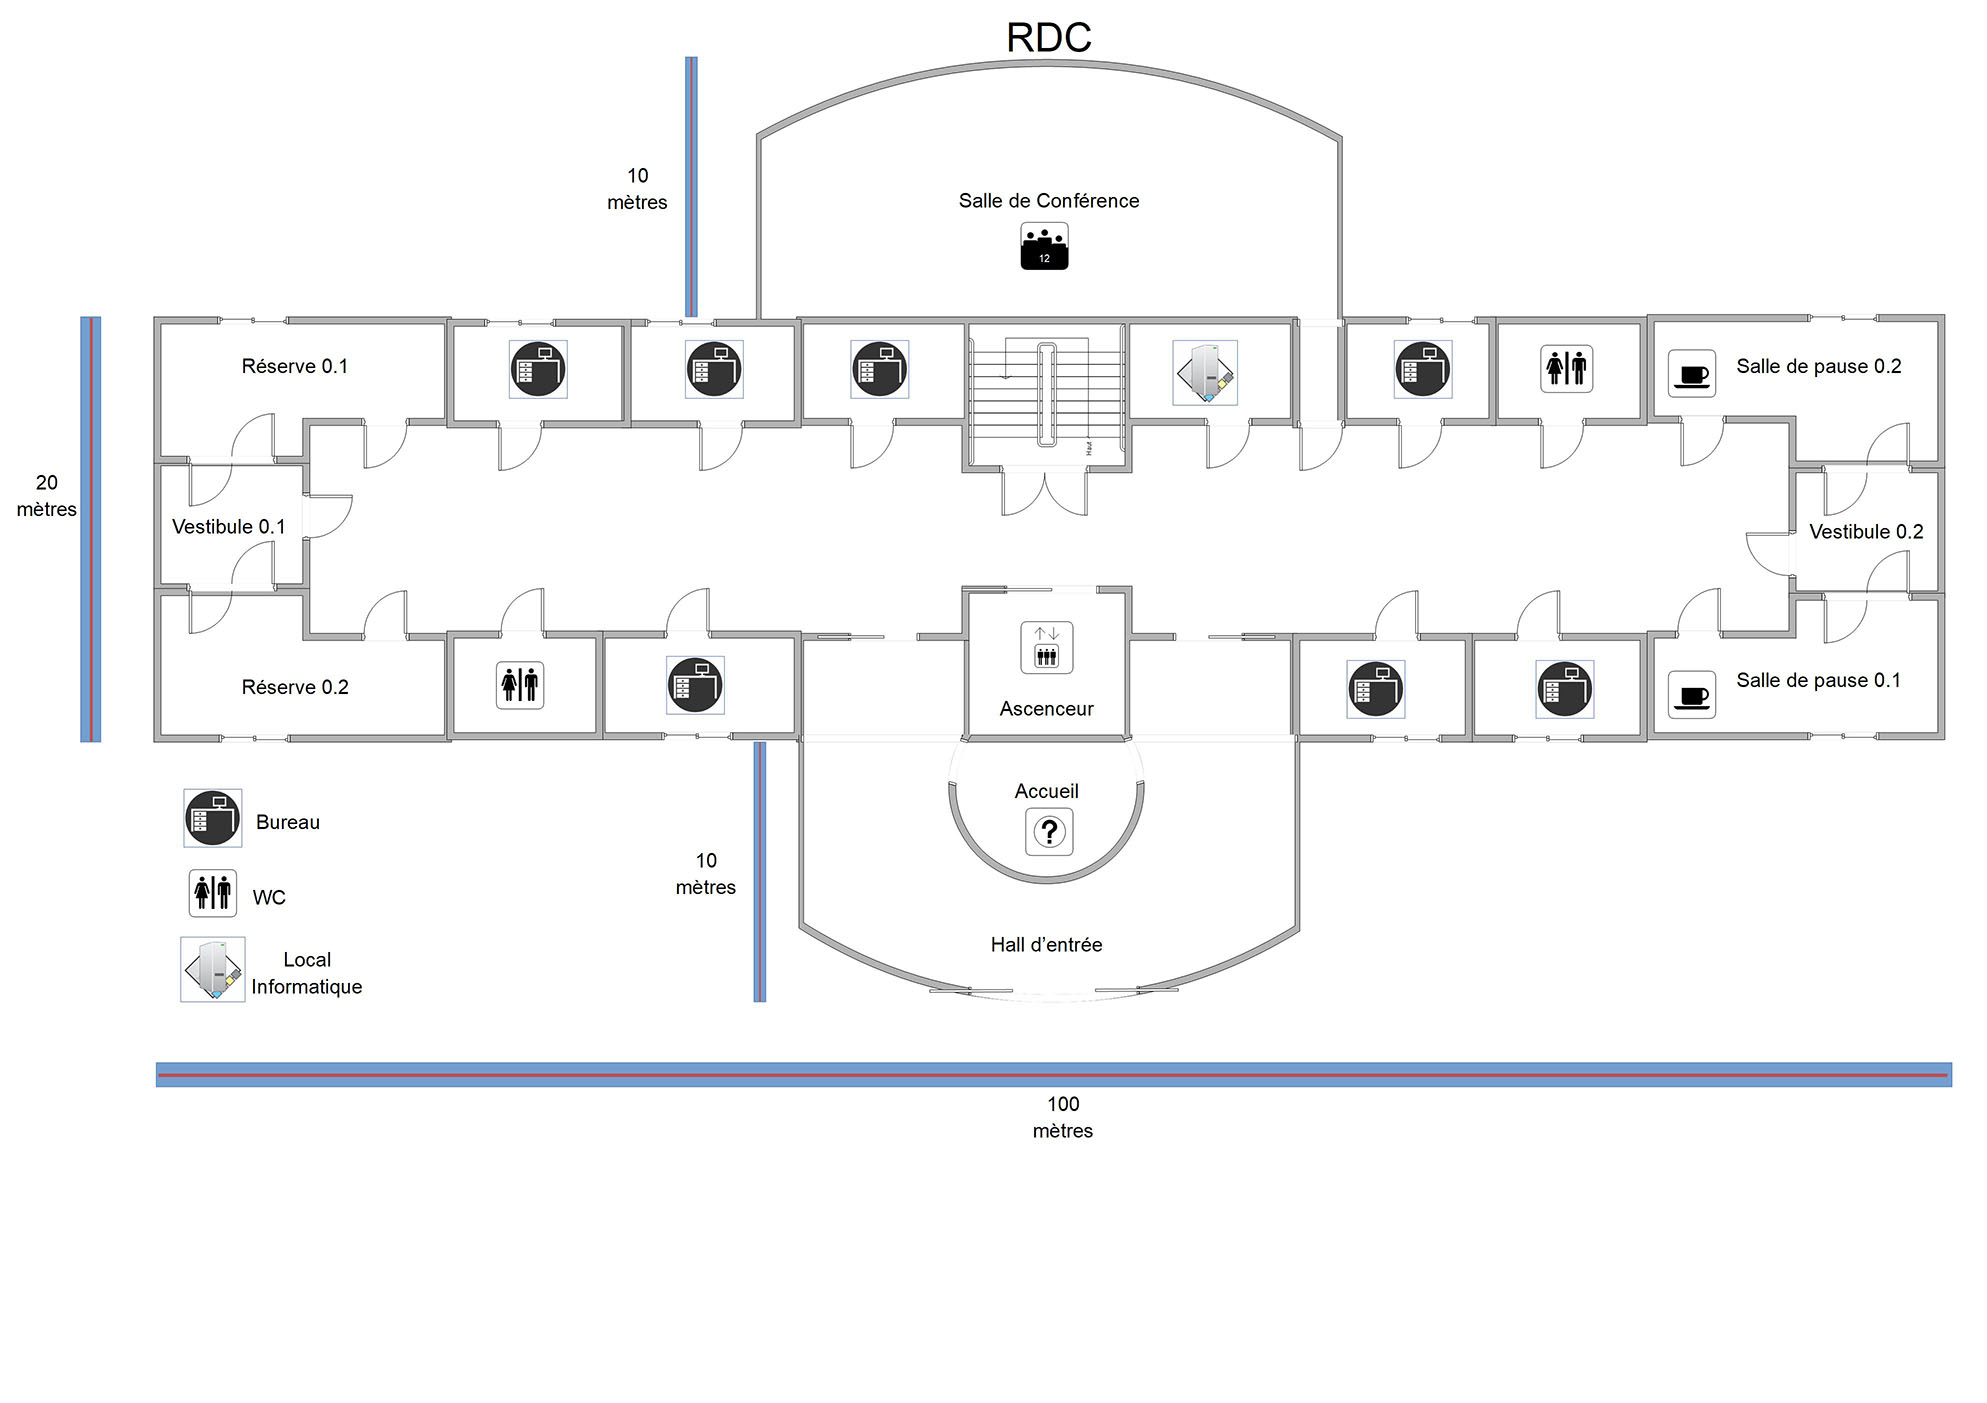 RDC
10
mètres
Salle de Conférence
12
Réserve 0.1
Salle de pause 0.2
Haut
20
mètres
Vestibule 0.1
Vestibule 0.2
Réserve 0.2
Ascenceur
Salle de pause 0.1
Accueil
?
Bureau
10
mètres
WC
Hall d'entrée
Local
Informatique
100
mètres